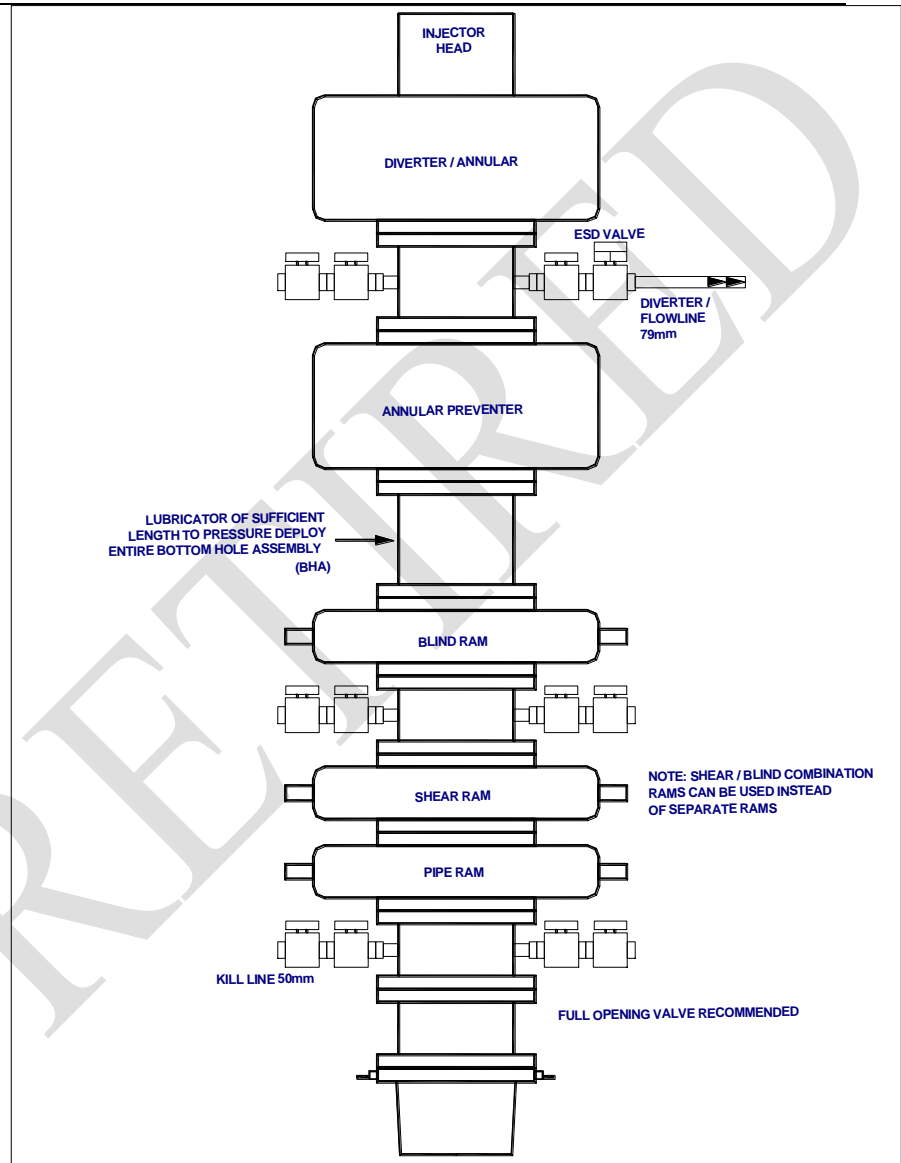 INJECTOR
HEAD
DIVERTER / ANNULAR
ESD VALVE
DIVERTER /
FLOWLINE
79mm
ANNULAR PREVENTER
LUBRICATOR OF SUFFICIENT
LENGTH TO PRESSURE DEPLOY
ENTIRE BOTTOM HOLE ASSEMBLY
(BHA)
BLIND RAM
SHEAR RAM
NOTE: SHEAR / BLIND COMBINATION
RAMS CAN BE USED INSTEAD
OF SEPARATE RAMS
PIPE RAM
KILL LINE 50mm
FULL OPENING VALVE RECOMMENDED
RETIRED